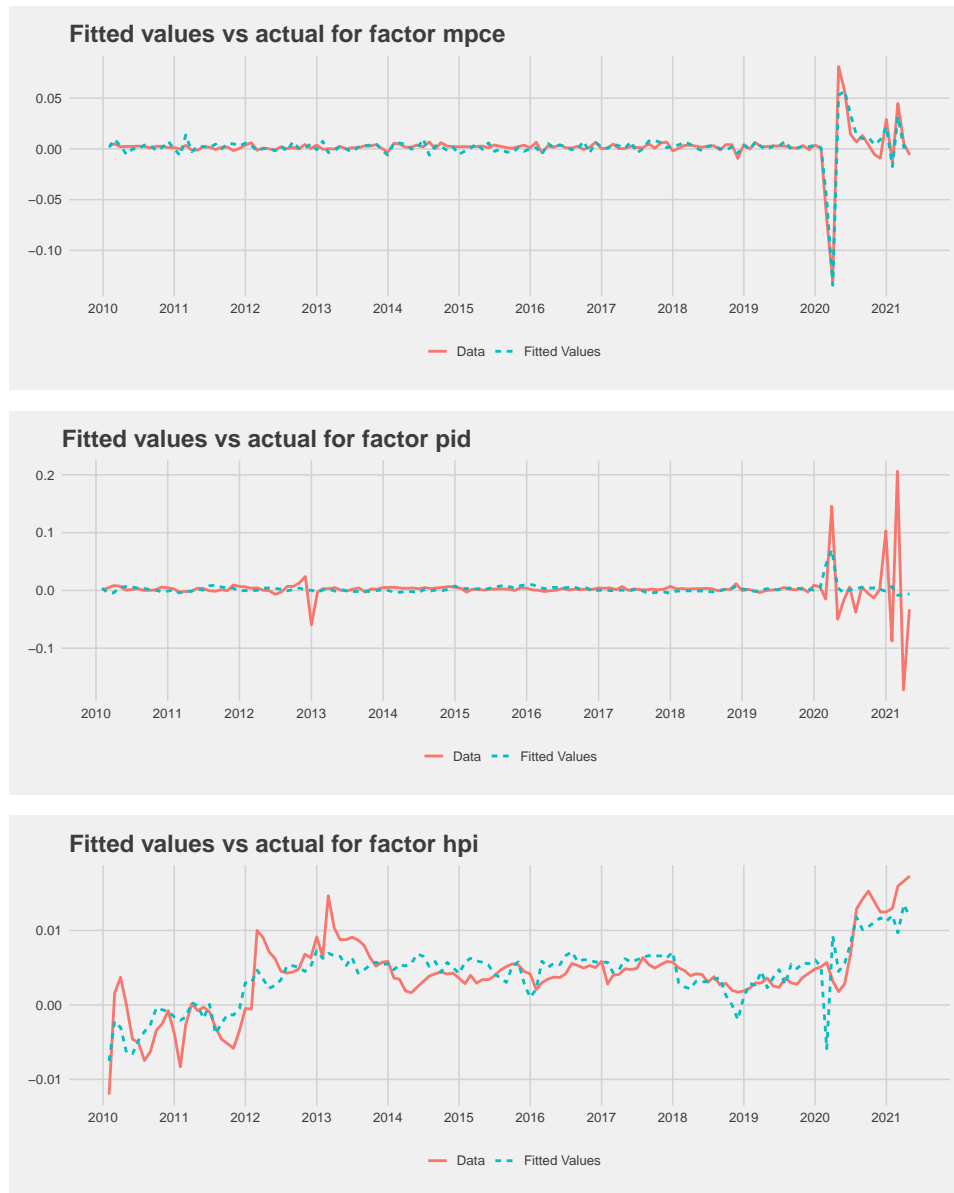 Fitted values vs actual for factor mpce
0.05
0.00
−0.05
−0.10
2010 2011 2012 2013 2014 2015 2016 2017 2018 2019 2020 2021
Data Fitted Values
Fitted values vs actual for factor pid
0.2
0.1
0.0
−0.1
2010 2011 2012 2013 2014 2015 2016 2017 2018 2019 2020 2021
Data Fitted Values
Fitted values vs actual for factor hpi
0.01
0.00
−0.01
2010 2011 2012 2013 2014 2015 2016 2017 2018 2019 2020 2021
Data Fitted Values